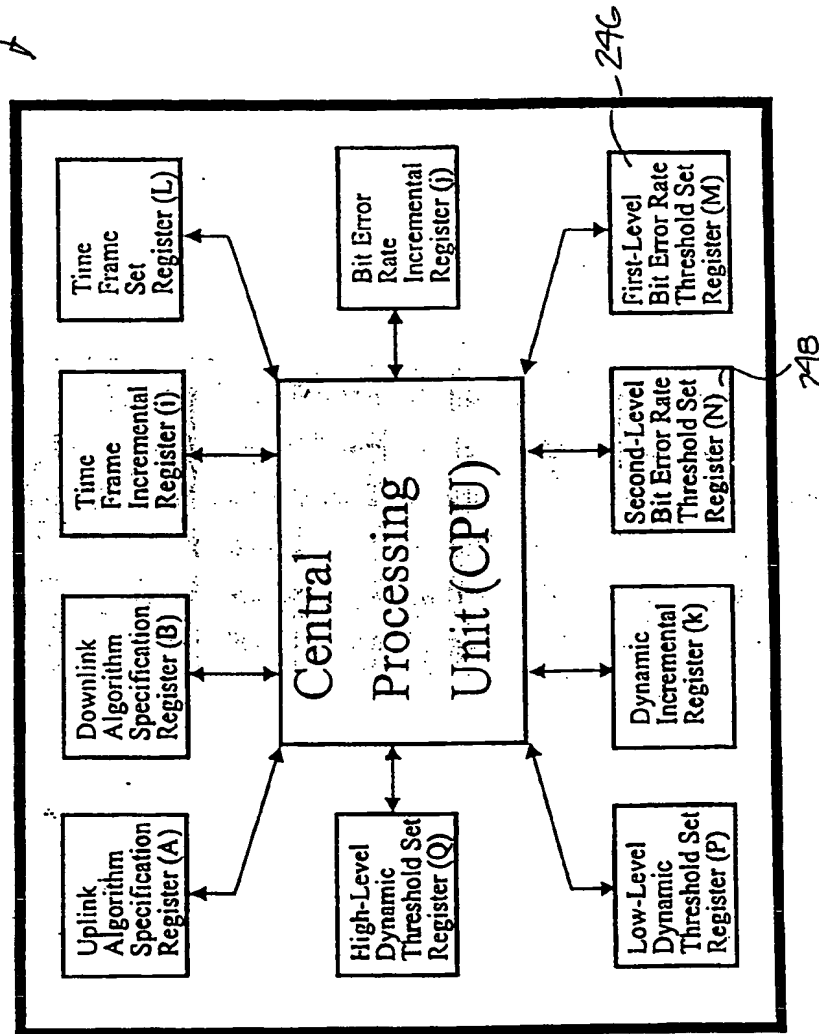 Uplink
Algorithm
Specification
Register (A)
Downlink
Algorithm
Specification
Register (B)
Time
Frame
Incremental
Register (i)
Time
Frame
Set
Register (L)
High-Level
Dynamic
Threshold Set
Register (Q)
Central
Processing
Unit (CPU)
Bit Error
Rate
Incremental
Register (j)
Low-Level
Dynamic
Threshold Set
Register (P)
Dynamic
Incremental
Register (k)
Second-Level
Bit Error Rate
Threshold Set
Register (N)
First-Level
Bit Error Rate
Threshold Set
Register (M)
248
246